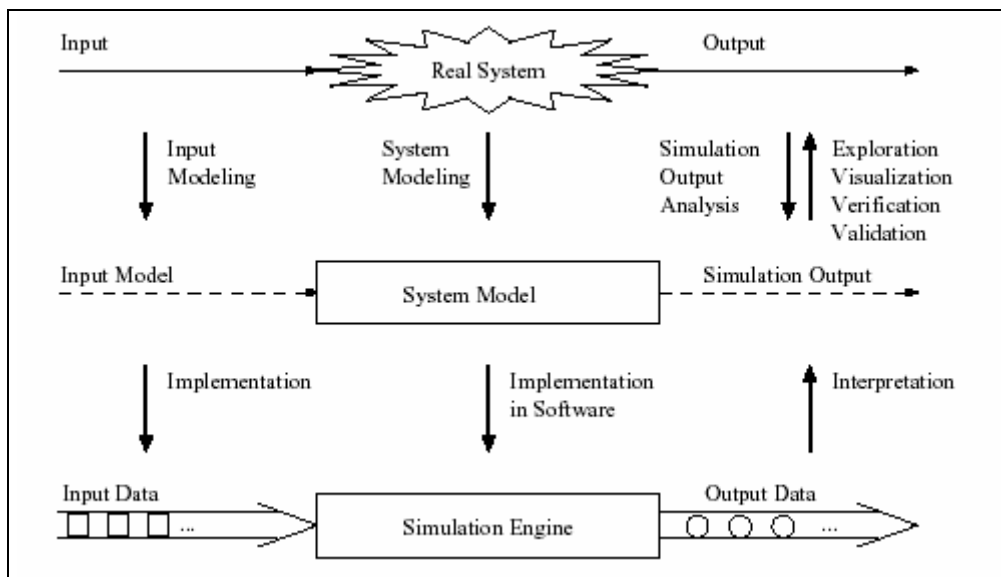 Input
Real System
Output
Input
Modeling
System
Modeling
Simulation
Output
Analysis
Exploration
Visualization
Verification
Validation
Input Model
System Model
Simulation Output
Implementation
Implementation
in Software
Interpretation
Input Data
...
Simulation Engine
Output Data
...